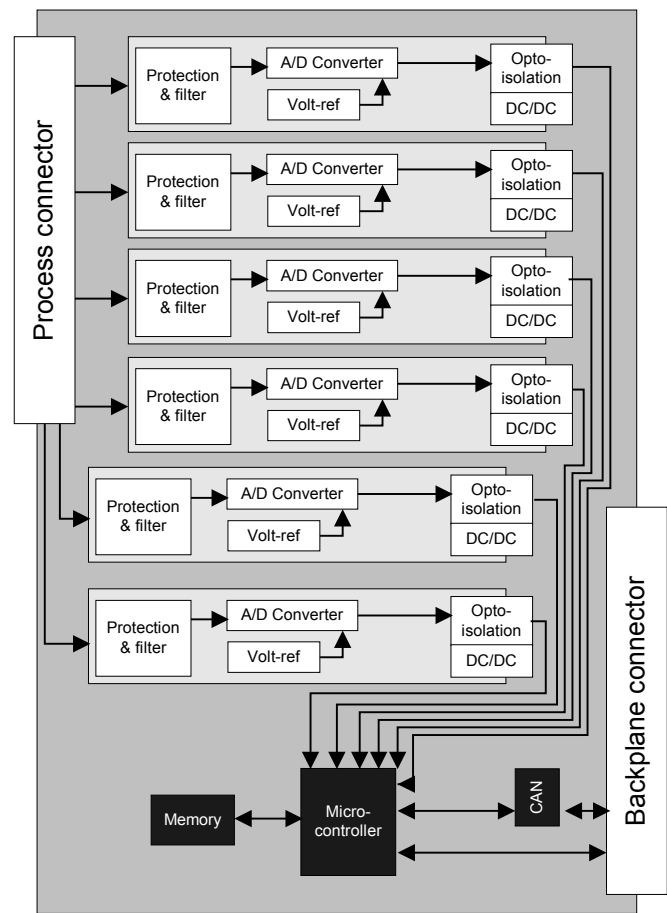 Process connector
Protection
& filter
A/D Converter
Volt-ref
Opto-
isolation
DC/DC
Protection
& filter
A/D Converter
Volt-ref
Opto-
isolation
DC/DC
Protection
& filter
A/D Converter
Volt-ref
Opto-
isolation
DC/DC
Protection
& filter
A/D Converter
Volt-ref
Opto-
isolation
DC/DC
Protection
& filter
A/D Converter
Volt-ref
Opto-
isolation
DC/DC
Protection
& filter
A/D Converter
Volt-ref
Opto-
isolation
DC/DC
Memory
Micro-
controller
CAN
Backplane connector